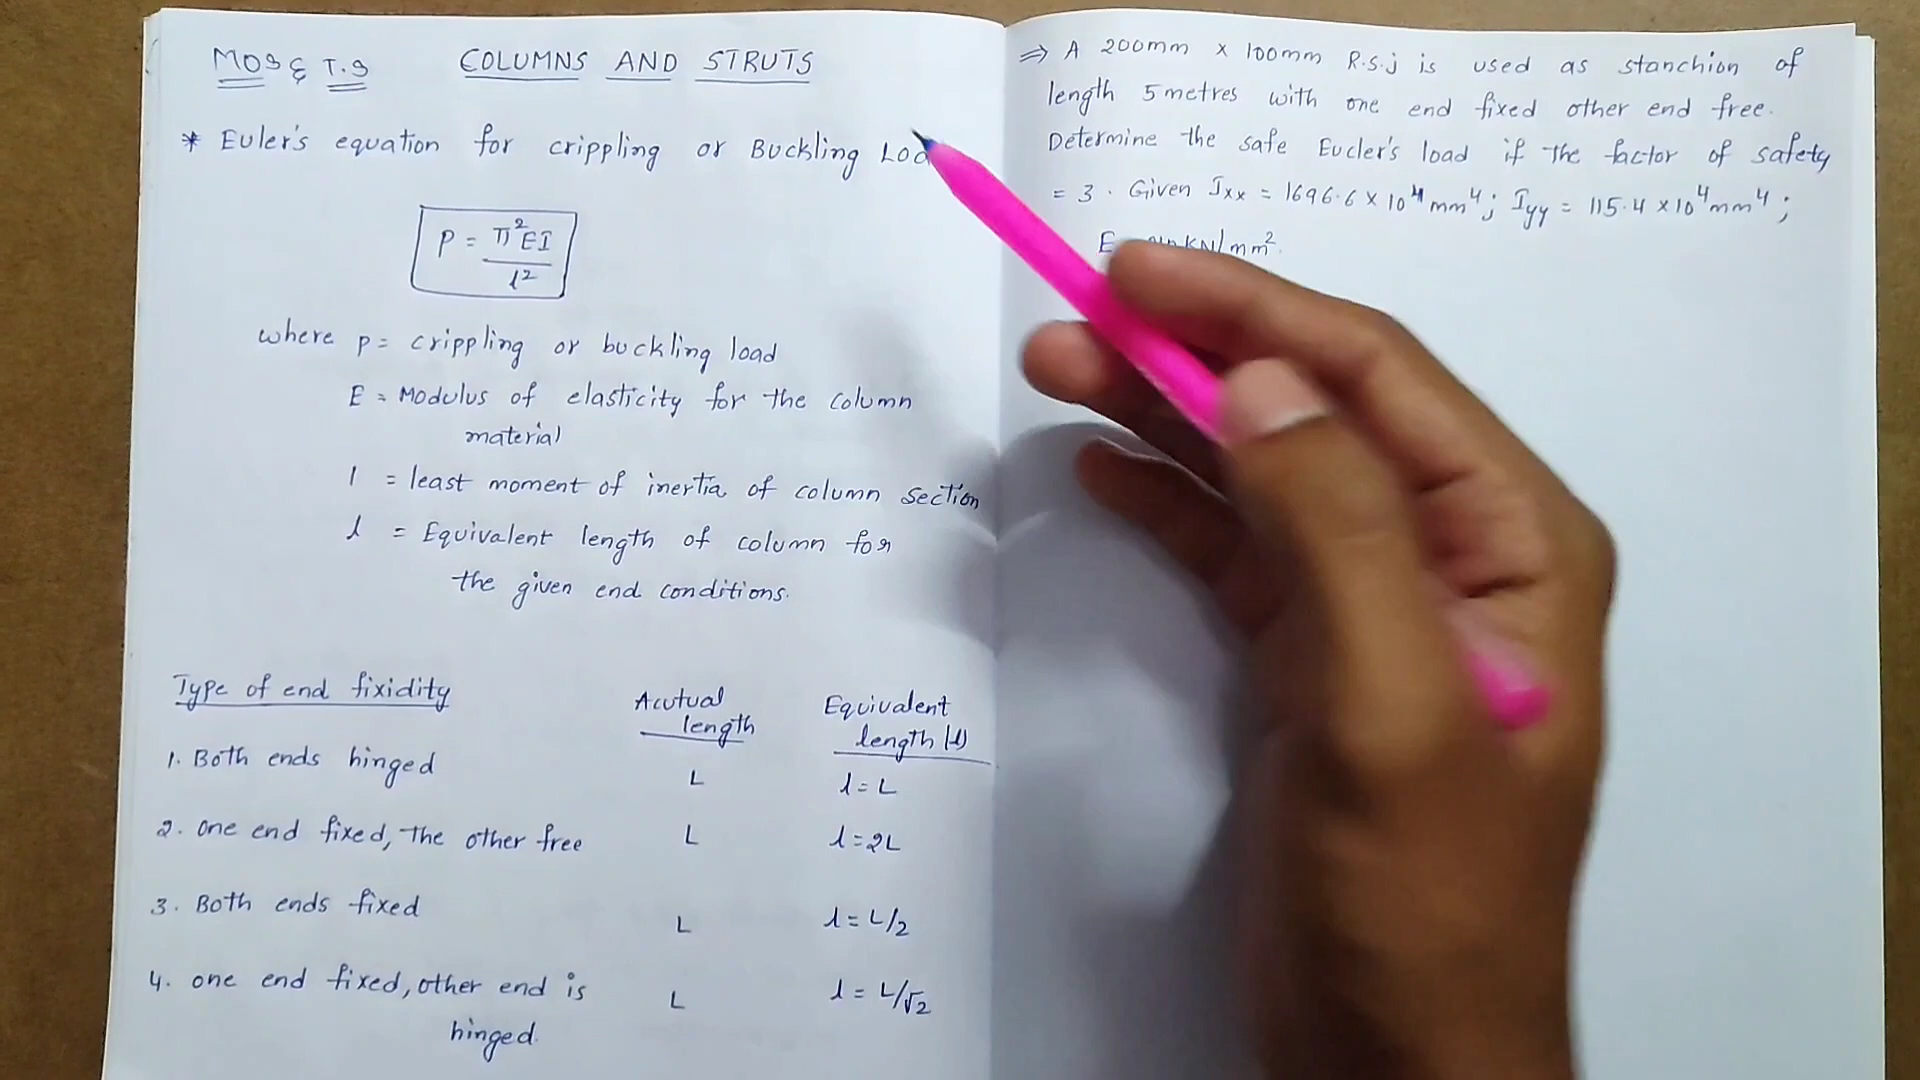 MOS & T.S
COLUMNS AND STRUTS
* Euler's equation for crippling or Buckling Loa
P = π²EI / l²
where P = crippling or buckling load
E = Modulus of elasticity for the column
material
I = least moment of inertia of column section
l = Equivalent length of column for
the given end conditions.
Type of end fixidity
Acutual length
Equivalent length (l)
1. Both ends hinged L l = L
2. one end fixed, the other free L l = 2L
3. Both ends fixed L l = L/2
4. one end fixed, other end is L l = L/√2
hinged.
⇒ A 200mm x 100mm R.S.j is used as stanchion of
length 5 metres with one end fixed other end free.
Determine the safe Eucler's load if the factor of safety
= 3. Given Ixx = 1696.6 x 10⁴ mm⁴; Iyy = 115.4 x 10⁴ mm⁴;
E KN/mm².